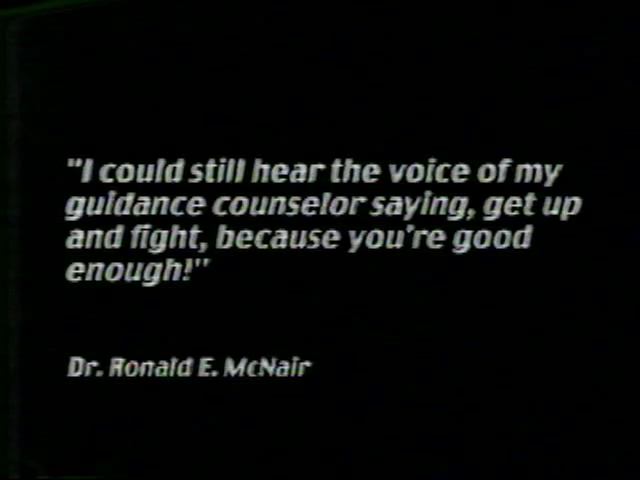 "I could still hear the voice of my
guidance counselor saying, get up
and fight, because you're good
enough!"
Dr. Ronald E. McNair